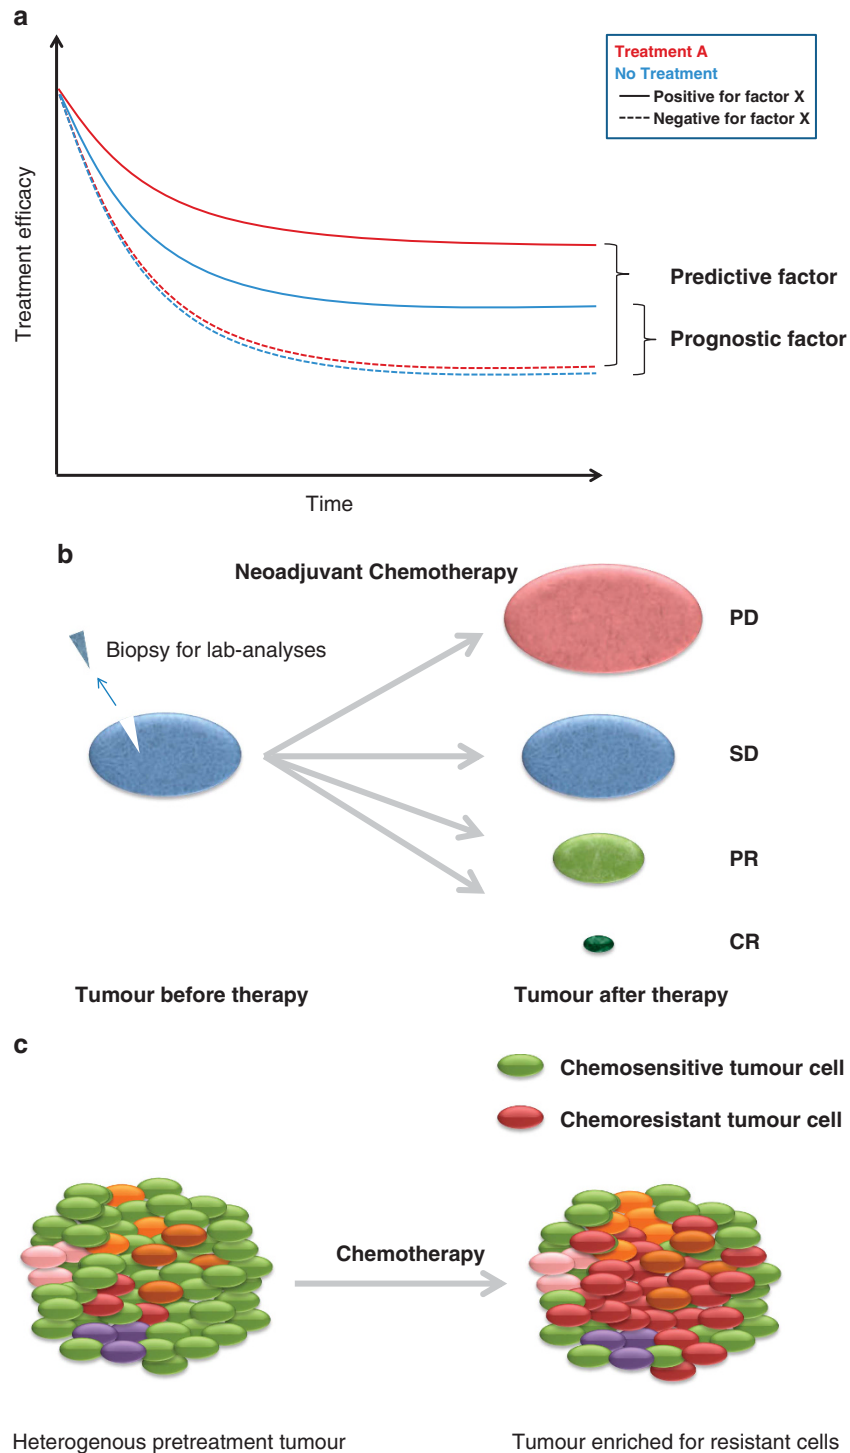 a
Treatment A
No Treatment
Positive for factor X
Negative for factor X
Treatment efficacy
Predictive factor
Prognostic factor
Time
b
Neoadjuvant Chemotherapy
PD
Biopsy for lab-analyses
SD
PR
CR
Tumour before therapy
Tumour after therapy
c
Chemosensitive tumour cell
Chemoresistant tumour cell
Chemotherapy
Heterogenous pretreatment tumour
Tumour enriched for resistant cells